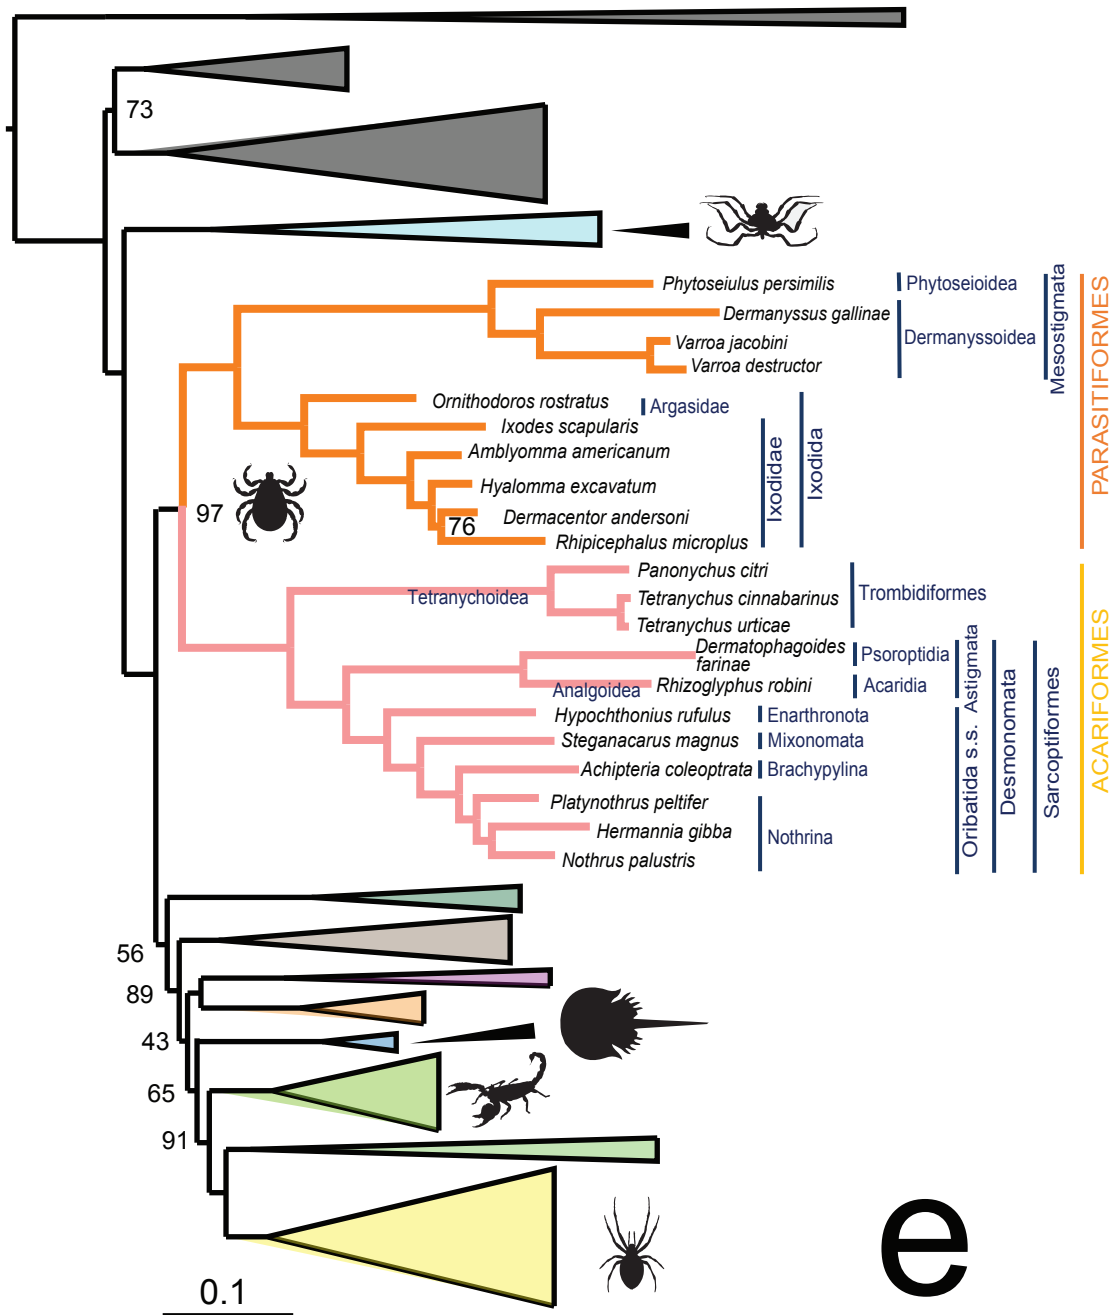 73
Phytoseiulus persimilis
Phytoseioidea
Dermanyssus gallinae
Varroa jacobini
Dermanyssoidea
Varroa destructor
Mesostigmata
PARASITIFORMES
Ornithodoros rostratus
Argasidae
Ixodes scapularis
Amblyomma americanum
Hyalomma excavatum
Ixodidae
Ixodida
97
Dermacentor andersoni
76
Rhipicephalus microplus
Panonychus citri
Tetranychoidea
Tetranychus cinnabarinus
Trombidiformes
Tetranychus urticae
Dermatophagoides
farinae
Psoroptidia
Analgoidea
Rhizoglyphus robini
Acaridia
Astigmata
Hypochthonius rufulus
Enarthronota
Steganacarus magnus
Mixonomata
Achipteria coleoptrata
Brachypylina
Platynothrus peltifer
Hermannia gibba
Nothrina
Nothrus palustris
Oribatida s.s.
Desmonomata
Sarcoptiformes
ACARIFORMES
56
89
43
65
91
0.1
e